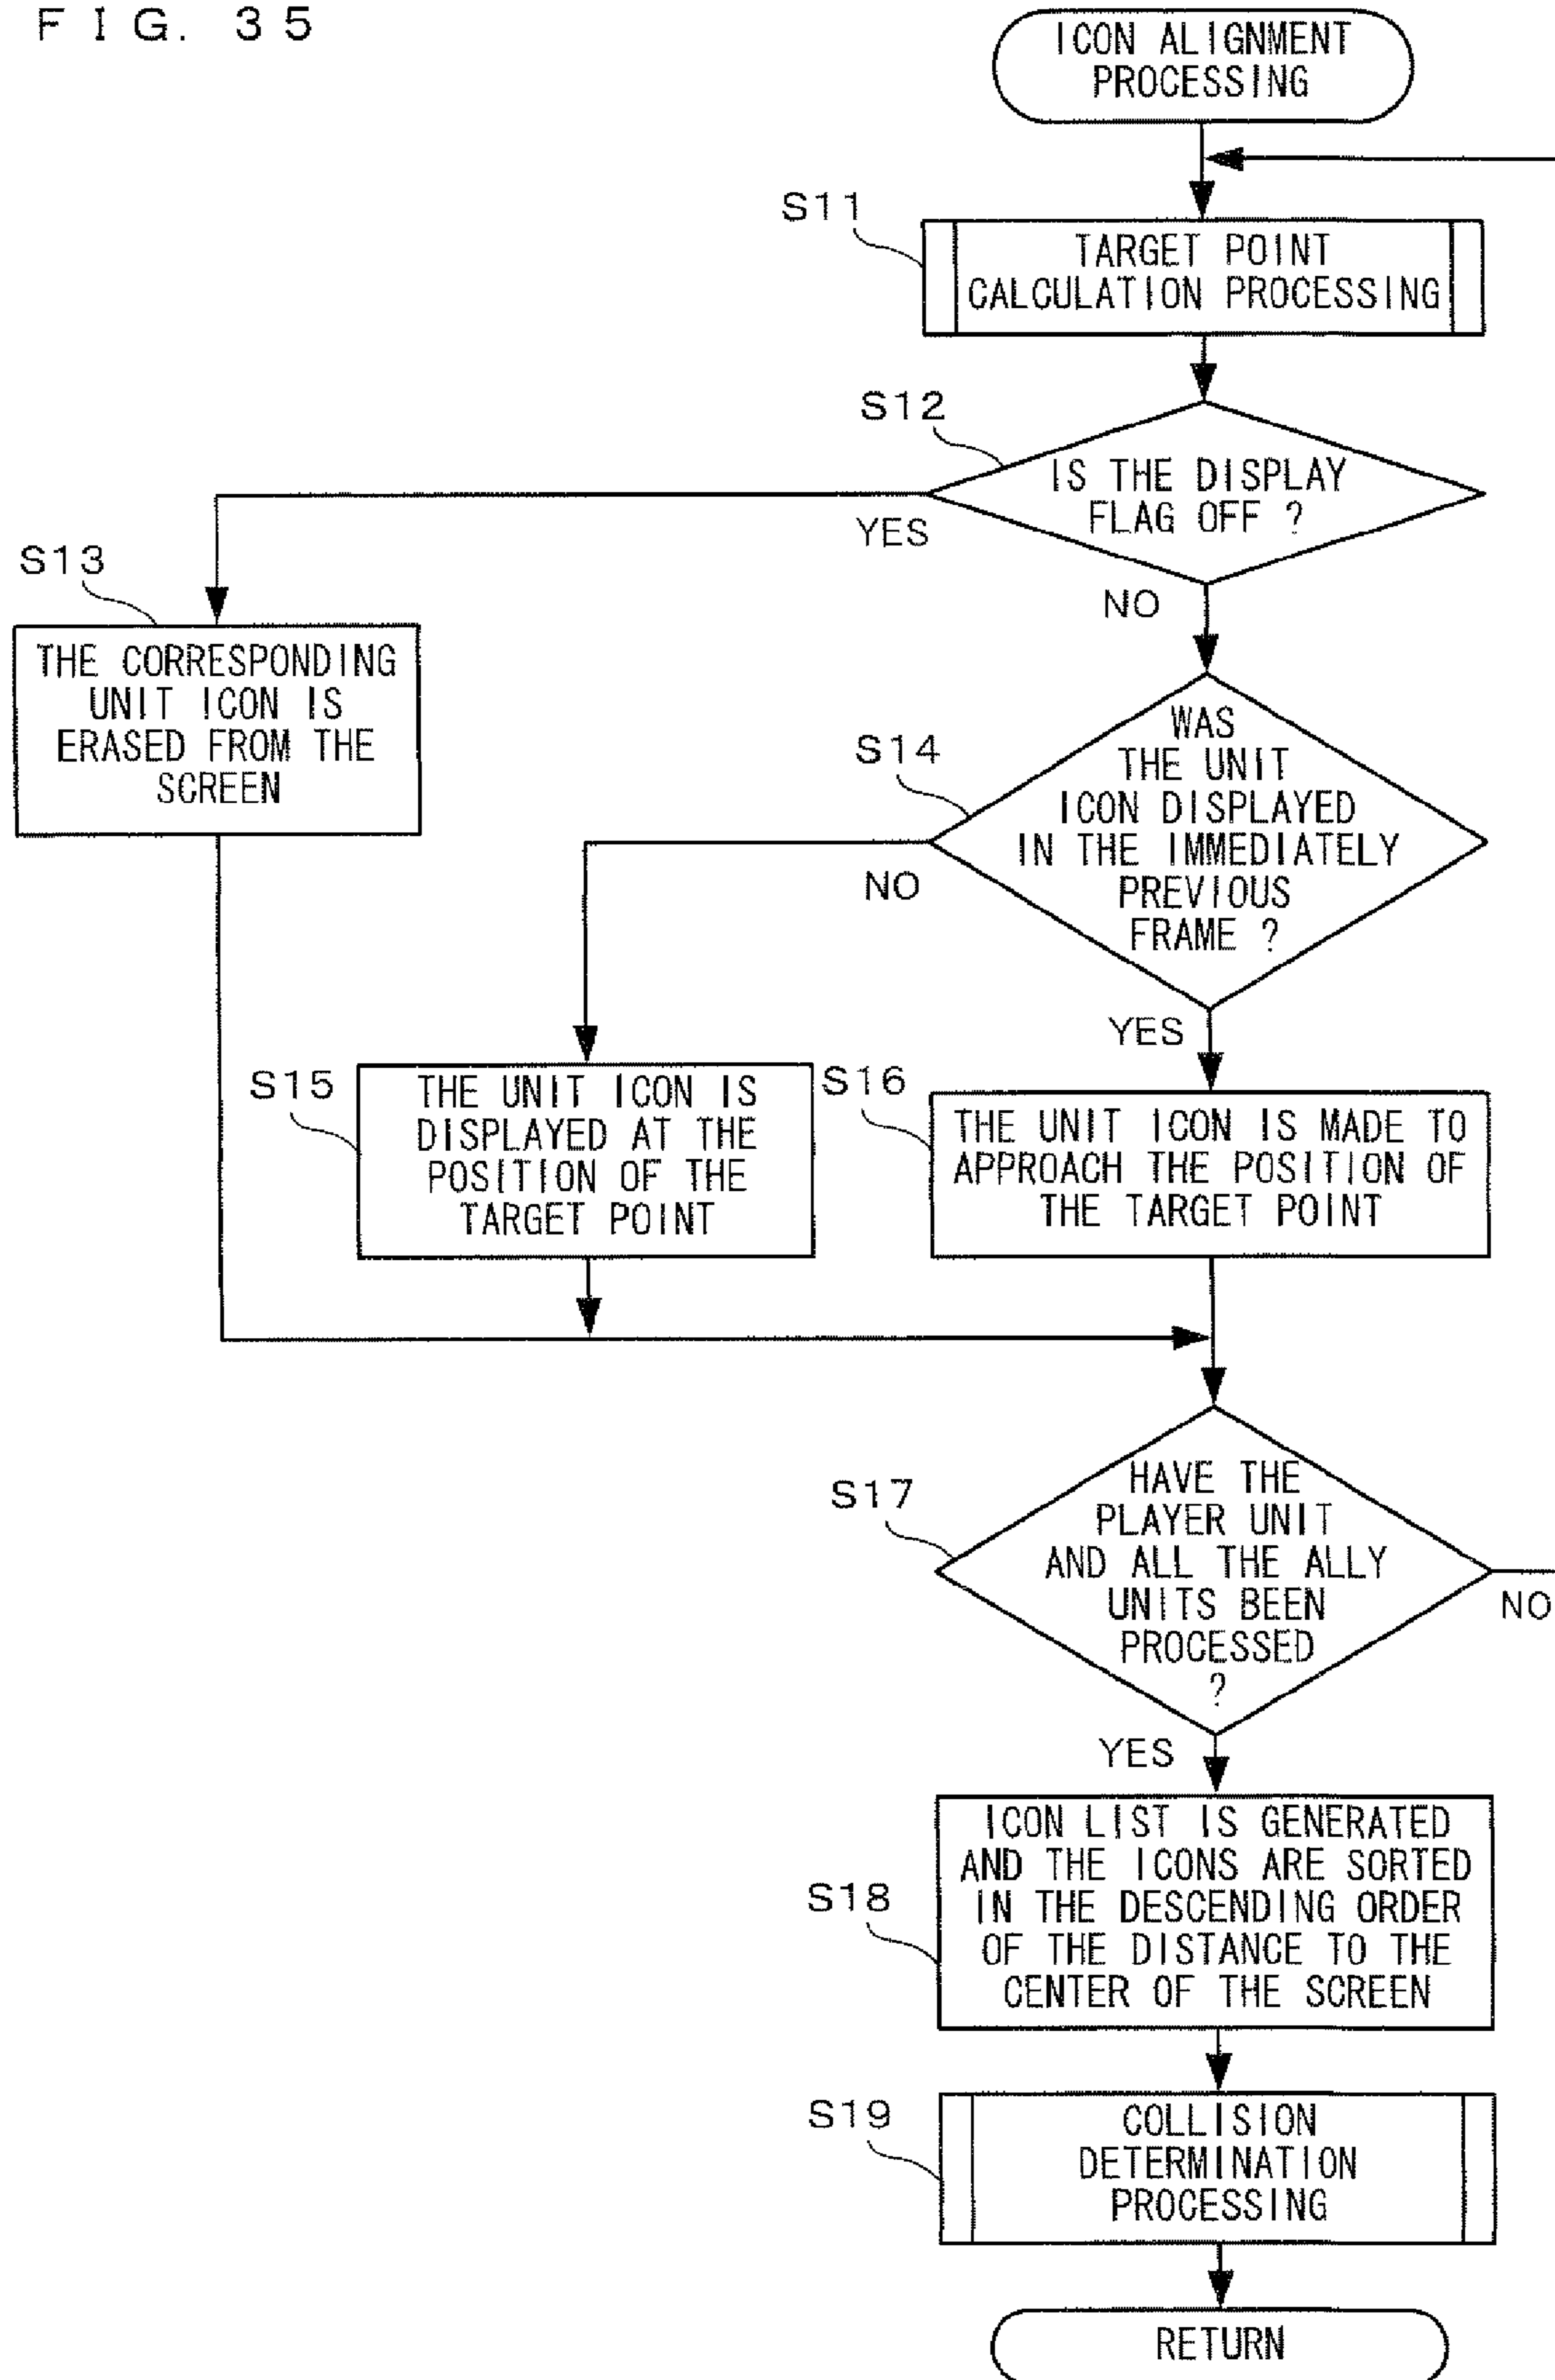 FIG. 35
ICON ALIGNMENT
PROCESSING
S11
TARGET POINT
CALCULATION PROCESSING
S12
IS THE DISPLAY
FLAG OFF ?
YES
NO
S13
THE CORRESPONDING
UNIT ICON IS
ERASED FROM THE
SCREEN
S14
WAS
THE UNIT
ICON DISPLAYED
IN THE IMMEDIATELY
PREVIOUS
FRAME ?
NO
YES
S15
THE UNIT ICON IS
DISPLAYED AT THE
POSITION OF THE
TARGET POINT
S16
THE UNIT ICON IS MADE TO
APPROACH THE POSITION OF
THE TARGET POINT
S17
HAVE THE
PLAYER UNIT
AND ALL THE ALLY
UNITS BEEN
PROCESSED
?
NO
YES
S18
ICON LIST IS GENERATED
AND THE ICONS ARE SORTED
IN THE DESCENDING ORDER
OF THE DISTANCE TO THE
CENTER OF THE SCREEN
S19
COLLISION
DETERMINATION
PROCESSING
RETURN